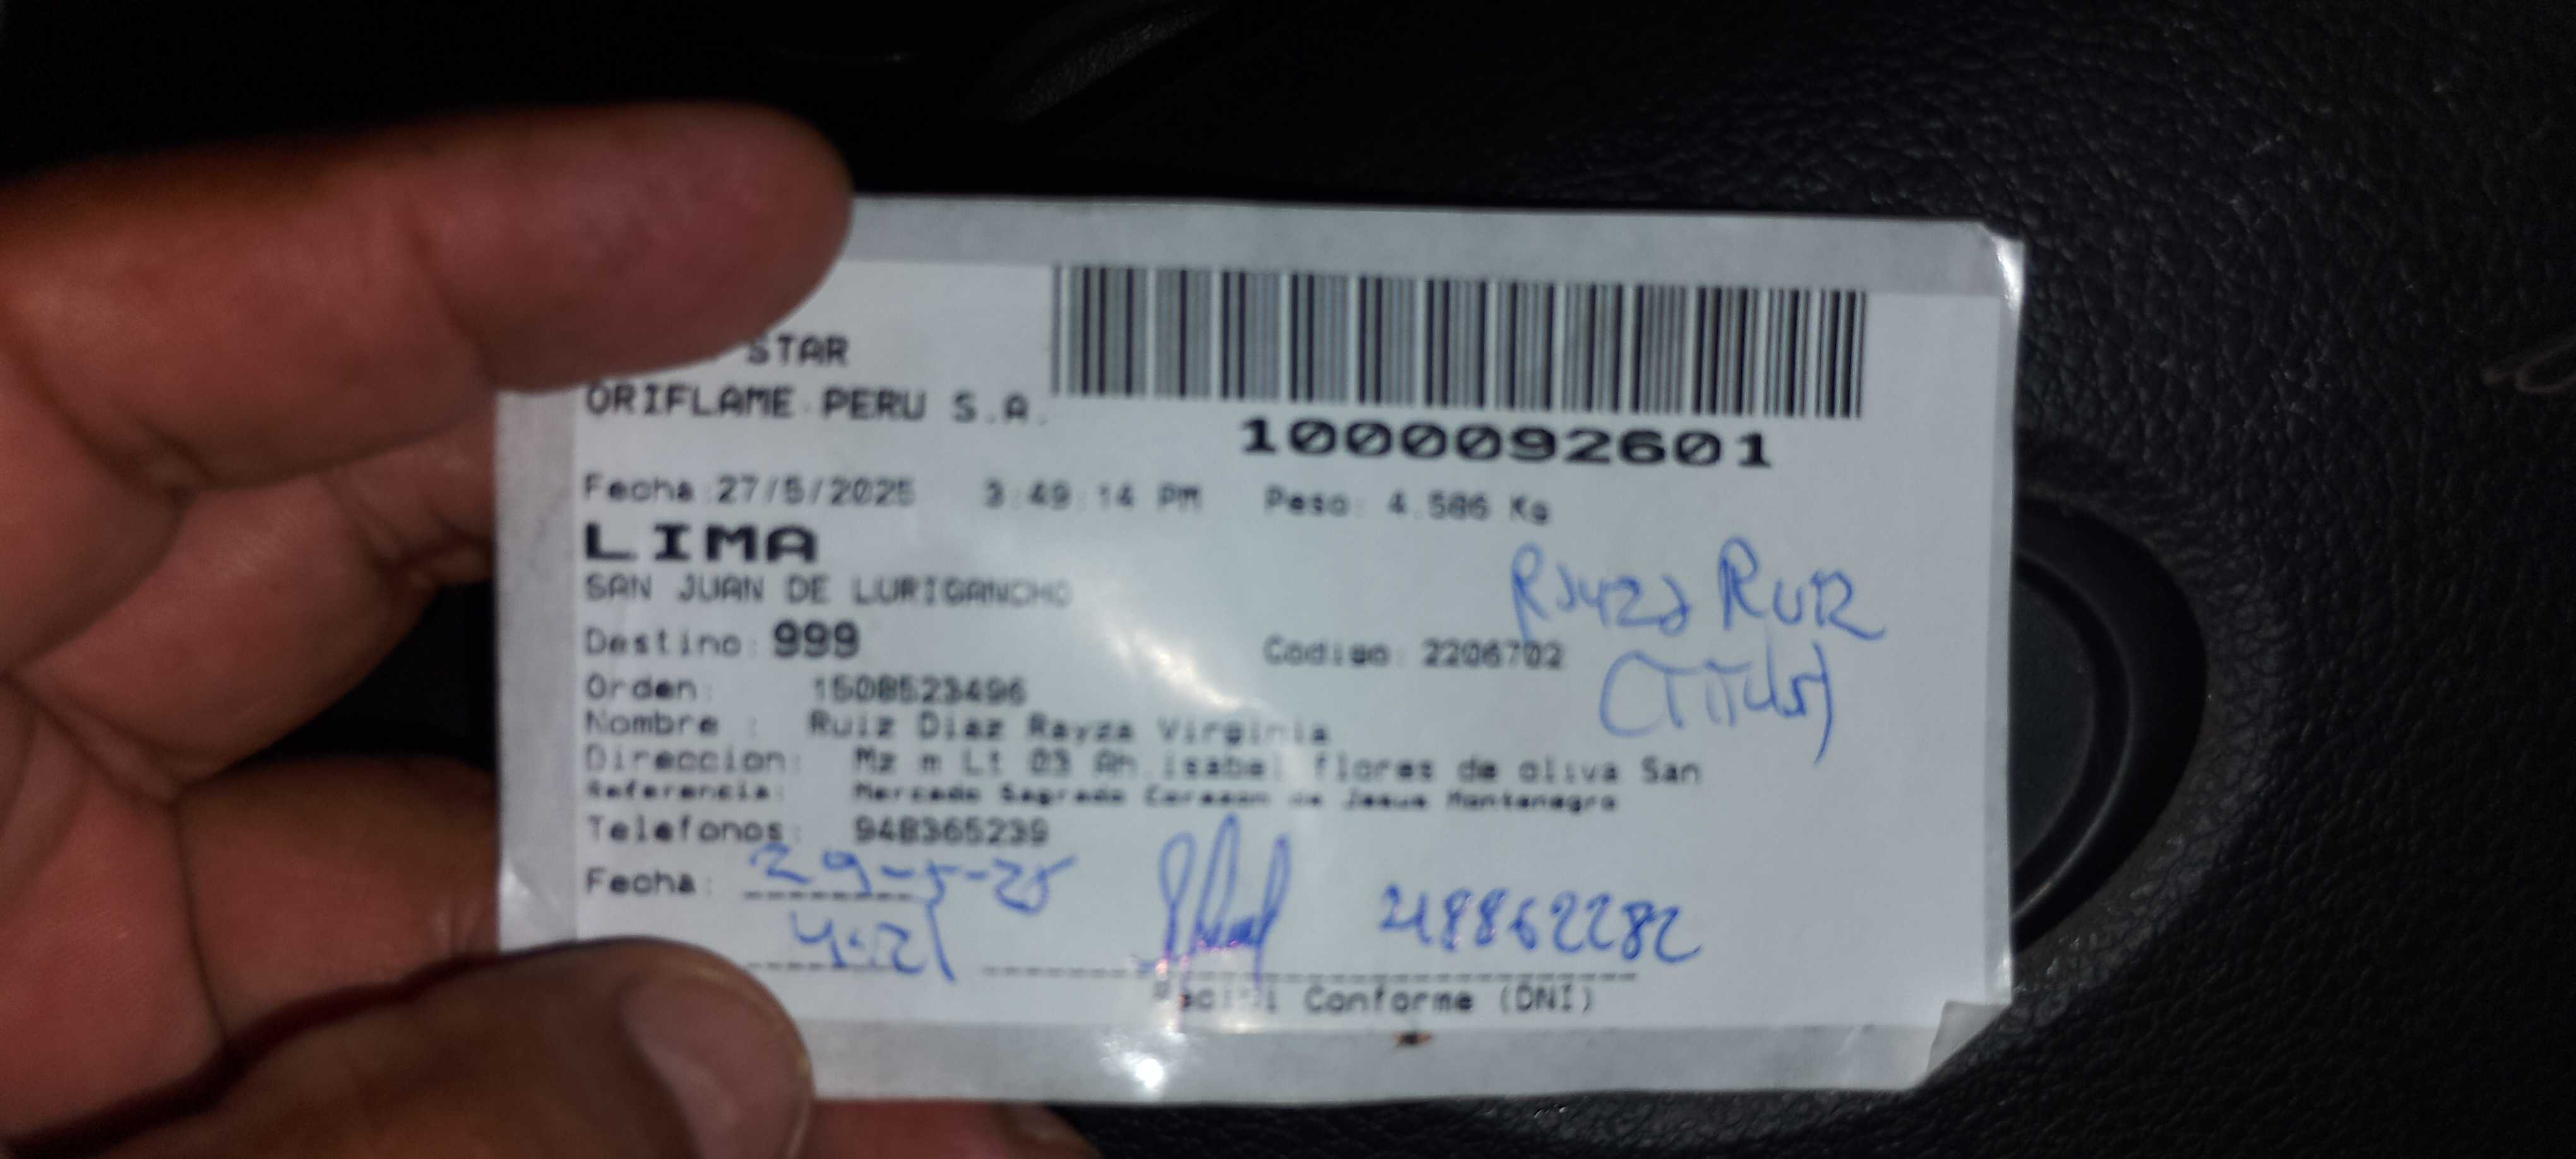 STAR
ORIFLAME PERU S.A.
1000092601
Fecha:27/5/2025 3:49:14 PM Peso: 4.586 Kg
LIMA
SAN JUAN DE LURIGANCHO
Rayza Ruiz
Destino: 999 Codigo: 2206702
(Titular)
Orden: 1508523496
Nombre : Ruiz Diaz Rayza Virginia
Direccion: Mz m Lt 03 Ah.isabel flores de oliva San
Referencia: Mercado Sagrado Corazon de Jesus Montenegro
Telefonos: 948365239
Fecha: 29-5-25
4:21 
Recibi Conforme (DNI)